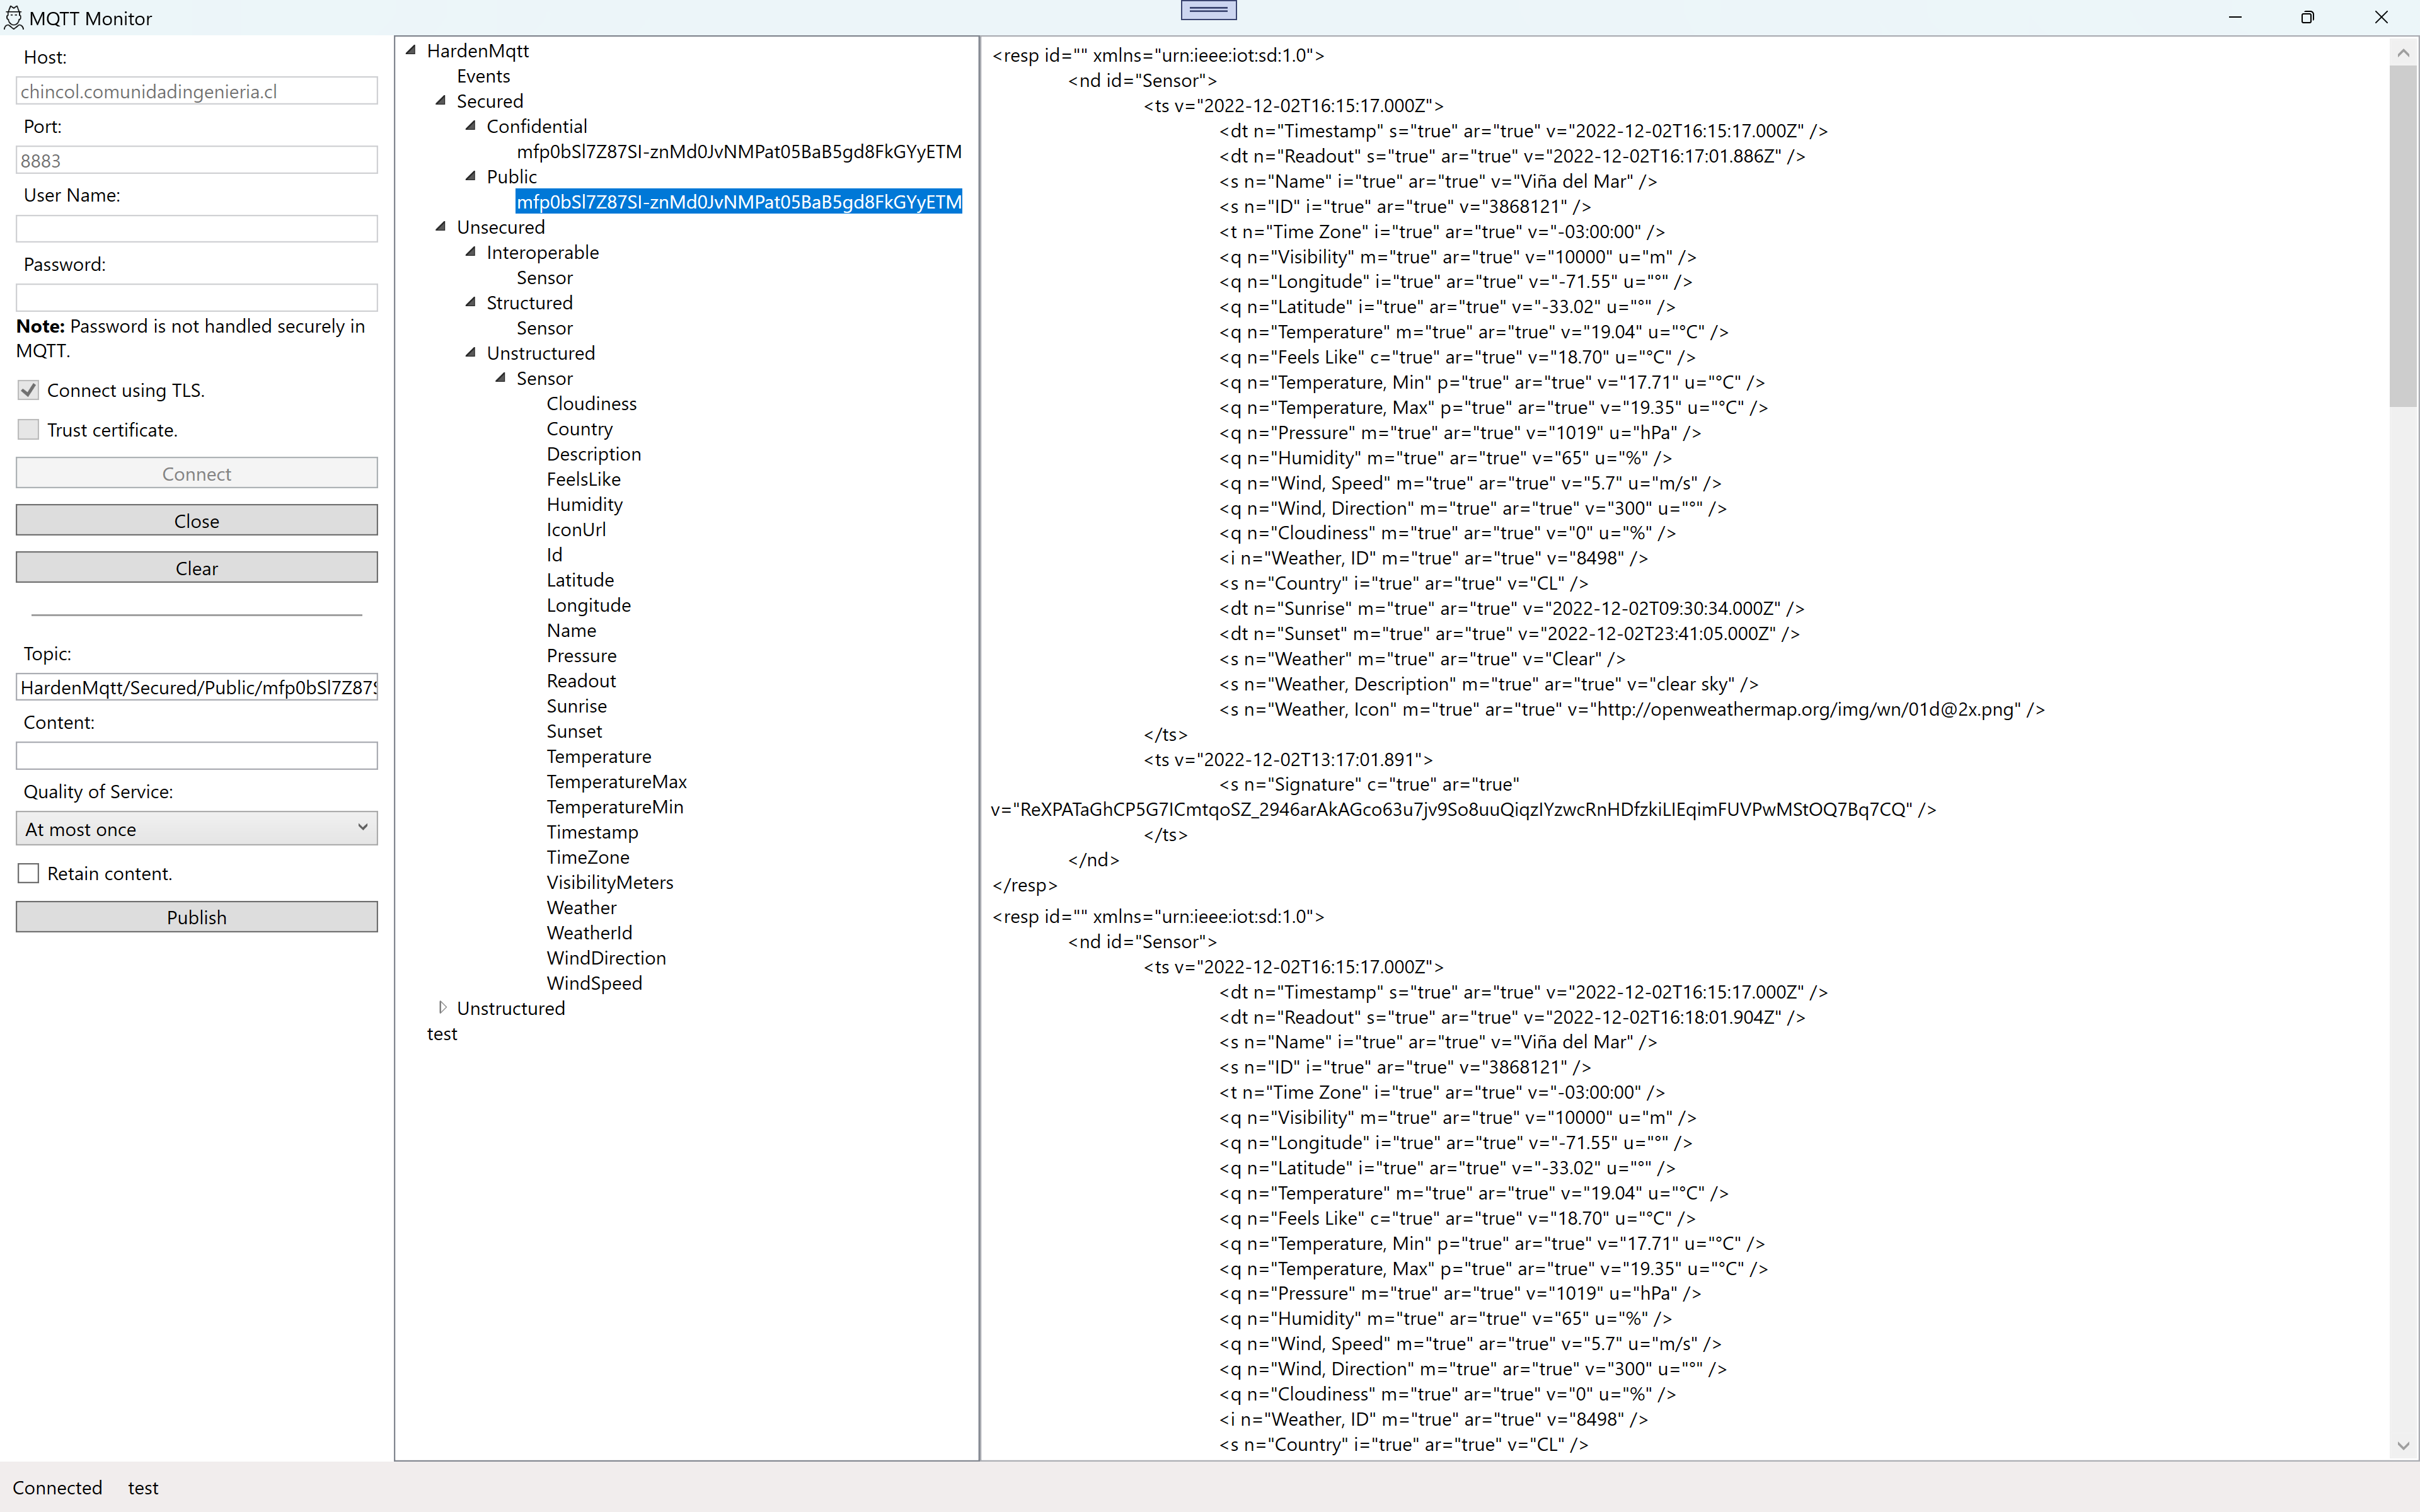 MQTT Monitor
Host:
chincol.comunidadingenieria.cl
Port:
8883
User Name:
Password:
Note: Password is not handled securely in
MQTT.
Connect using TLS.
Trust certificate.
Connect
Close
Clear
Topic:
HardenMqtt/Secured/Public/mfp0bSl7Z87S
Content:
Quality of Service:
At most once
Retain content.
Publish
HardenMqtt
Events
Secured
Confidential
mfp0bSl7Z87SI-znMd0JvNMPat05BaB5gd8FkGYyETM
Public
mfp0bSl7Z87SI-znMd0JvNMPat05BaB5gd8FkGYyETM
Unsecured
Interoperable
Sensor
Structured
Sensor
Unstructured
Sensor
Cloudiness
Country
Description
FeelsLike
Humidity
IconUrl
Id
Latitude
Longitude
Name
Pressure
Readout
Sunrise
Sunset
Temperature
TemperatureMax
TemperatureMin
Timestamp
TimeZone
VisibilityMeters
Weather
WeatherId
WindDirection
WindSpeed
Unstructured
test
<resp id="" xmlns="urn:ieee:iot:sd:1.0">
<nd id="Sensor">
<ts v="2022-12-02T16:15:17.000Z">
<dt n="Timestamp" s="true" ar="true" v="2022-12-02T16:15:17.000Z" />
<dt n="Readout" s="true" ar="true" v="2022-12-02T16:17:01.886Z" />
<s n="Name" i="true" ar="true" v="Viña del Mar" />
<s n="ID" i="true" ar="true" v="3868121" />
<t n="Time Zone" i="true" ar="true" v="-03:00:00" />
<q n="Visibility" m="true" ar="true" v="10000" u="m" />
<q n="Longitude" i="true" ar="true" v="-71.55" u="°" />
<q n="Latitude" i="true" ar="true" v="-33.02" u="°" />
<q n="Temperature" m="true" ar="true" v="19.04" u="°C" />
<q n="Feels Like" c="true" ar="true" v="18.70" u="°C" />
<q n="Temperature, Min" p="true" ar="true" v="17.71" u="°C" />
<q n="Temperature, Max" p="true" ar="true" v="19.35" u="°C" />
<q n="Pressure" m="true" ar="true" v="1019" u="hPa" />
<q n="Humidity" m="true" ar="true" v="65" u="%" />
<q n="Wind, Speed" m="true" ar="true" v="5.7" u="m/s" />
<q n="Wind, Direction" m="true" ar="true" v="300" u="°" />
<q n="Cloudiness" m="true" ar="true" v="0" u="%" />
<i n="Weather, ID" m="true" ar="true" v="8498" />
<s n="Country" i="true" ar="true" v="CL" />
<dt n="Sunrise" m="true" ar="true" v="2022-12-02T09:30:34.000Z" />
<dt n="Sunset" m="true" ar="true" v="2022-12-02T23:41:05.000Z" />
<s n="Weather" m="true" ar="true" v="Clear" />
<s n="Weather, Description" m="true" ar="true" v="clear sky" />
<s n="Weather, Icon" m="true" ar="true" v="http://openweathermap.org/img/wn/01d@2x.png" />
</ts>
<ts v="2022-12-02T13:17:01.891">
<s n="Signature" c="true" ar="true"
v="ReXPATaGhCP5G7ICmtqoSZ_2946arAkAGco63u7jv9So8uuQiqzIYzwcRnHDfzkiLIEqimFUVPwMStOQ7Bq7CQ" />
</ts>
</nd>
</resp>
<resp id="" xmlns="urn:ieee:iot:sd:1.0">
<nd id="Sensor">
<ts v="2022-12-02T16:15:17.000Z">
<dt n="Timestamp" s="true" ar="true" v="2022-12-02T16:15:17.000Z" />
<dt n="Readout" s="true" ar="true" v="2022-12-02T16:18:01.904Z" />
<s n="Name" i="true" ar="true" v="Viña del Mar" />
<s n="ID" i="true" ar="true" v="3868121" />
<t n="Time Zone" i="true" ar="true" v="-03:00:00" />
<q n="Visibility" m="true" ar="true" v="10000" u="m" />
<q n="Longitude" i="true" ar="true" v="-71.55" u="°" />
<q n="Latitude" i="true" ar="true" v="-33.02" u="°" />
<q n="Temperature" m="true" ar="true" v="19.04" u="°C" />
<q n="Feels Like" c="true" ar="true" v="18.70" u="°C" />
<q n="Temperature, Min" p="true" ar="true" v="17.71" u="°C" />
<q n="Temperature, Max" p="true" ar="true" v="19.35" u="°C" />
<q n="Pressure" m="true" ar="true" v="1019" u="hPa" />
<q n="Humidity" m="true" ar="true" v="65" u="%" />
<q n="Wind, Speed" m="true" ar="true" v="5.7" u="m/s" />
<q n="Wind, Direction" m="true" ar="true" v="300" u="°" />
<q n="Cloudiness" m="true" ar="true" v="0" u="%" />
<i n="Weather, ID" m="true" ar="true" v="8498" />
<s n="Country" i="true" ar="true" v="CL" />
Connected test